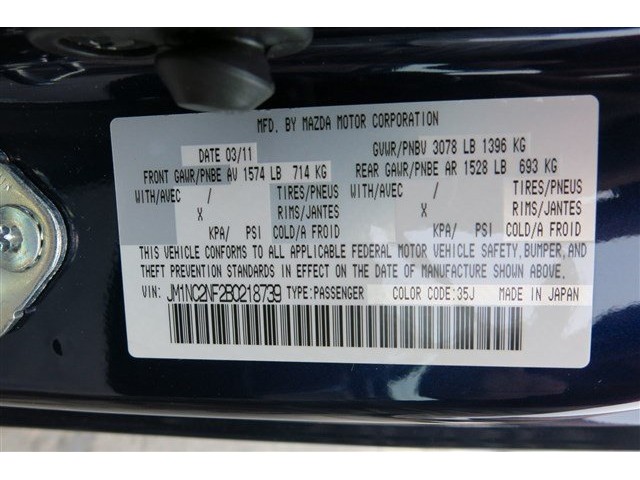 MFD. BY MAZDA MOTOR CORPORATION
DATE 03/11 GVWR/PNBV 3078 LB 1396 KG
FRONT GAWR/PNBE AV 1574 LB 714 KG REAR GAWR/PNBE AR 1528 LB 693 KG
WITH/AVEC / TIRES/PNEUS WITH/AVEC / TIRES/PNEUS
X RIMS/JANTES X RIMS/JANTES
KPA/ PSI COLD/A FROID KPA/ PSI COLD/A FROID
THIS VEHICLE CONFORMS TO ALL APPLICABLE FEDERAL MOTOR VEHICLE SAFETY, BUMPER, AND
THEFT PREVENTION STANDARDS IN EFFECT ON THE DATE OF MANUFACTURE SHOWN ABOVE.
VIN: JM1NC2NF2B0218739 TYPE:PASSENGER COLOR CODE:35J MADE IN JAPAN